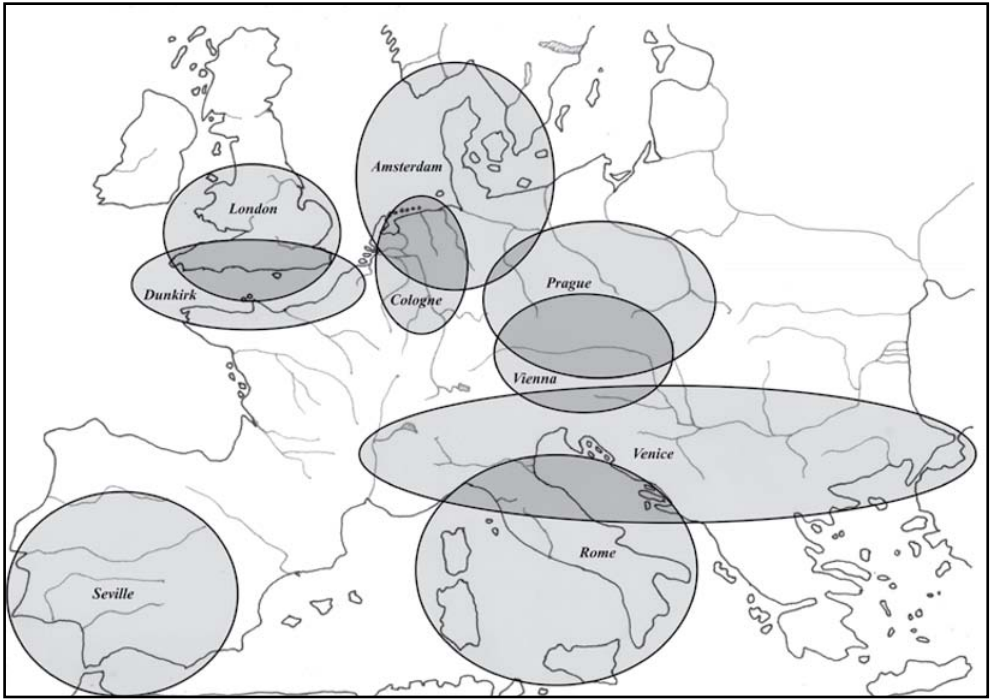 Amsterdam
London
Dunkirk
Cologne
Prague
Vienna
Venice
Rome
Seville